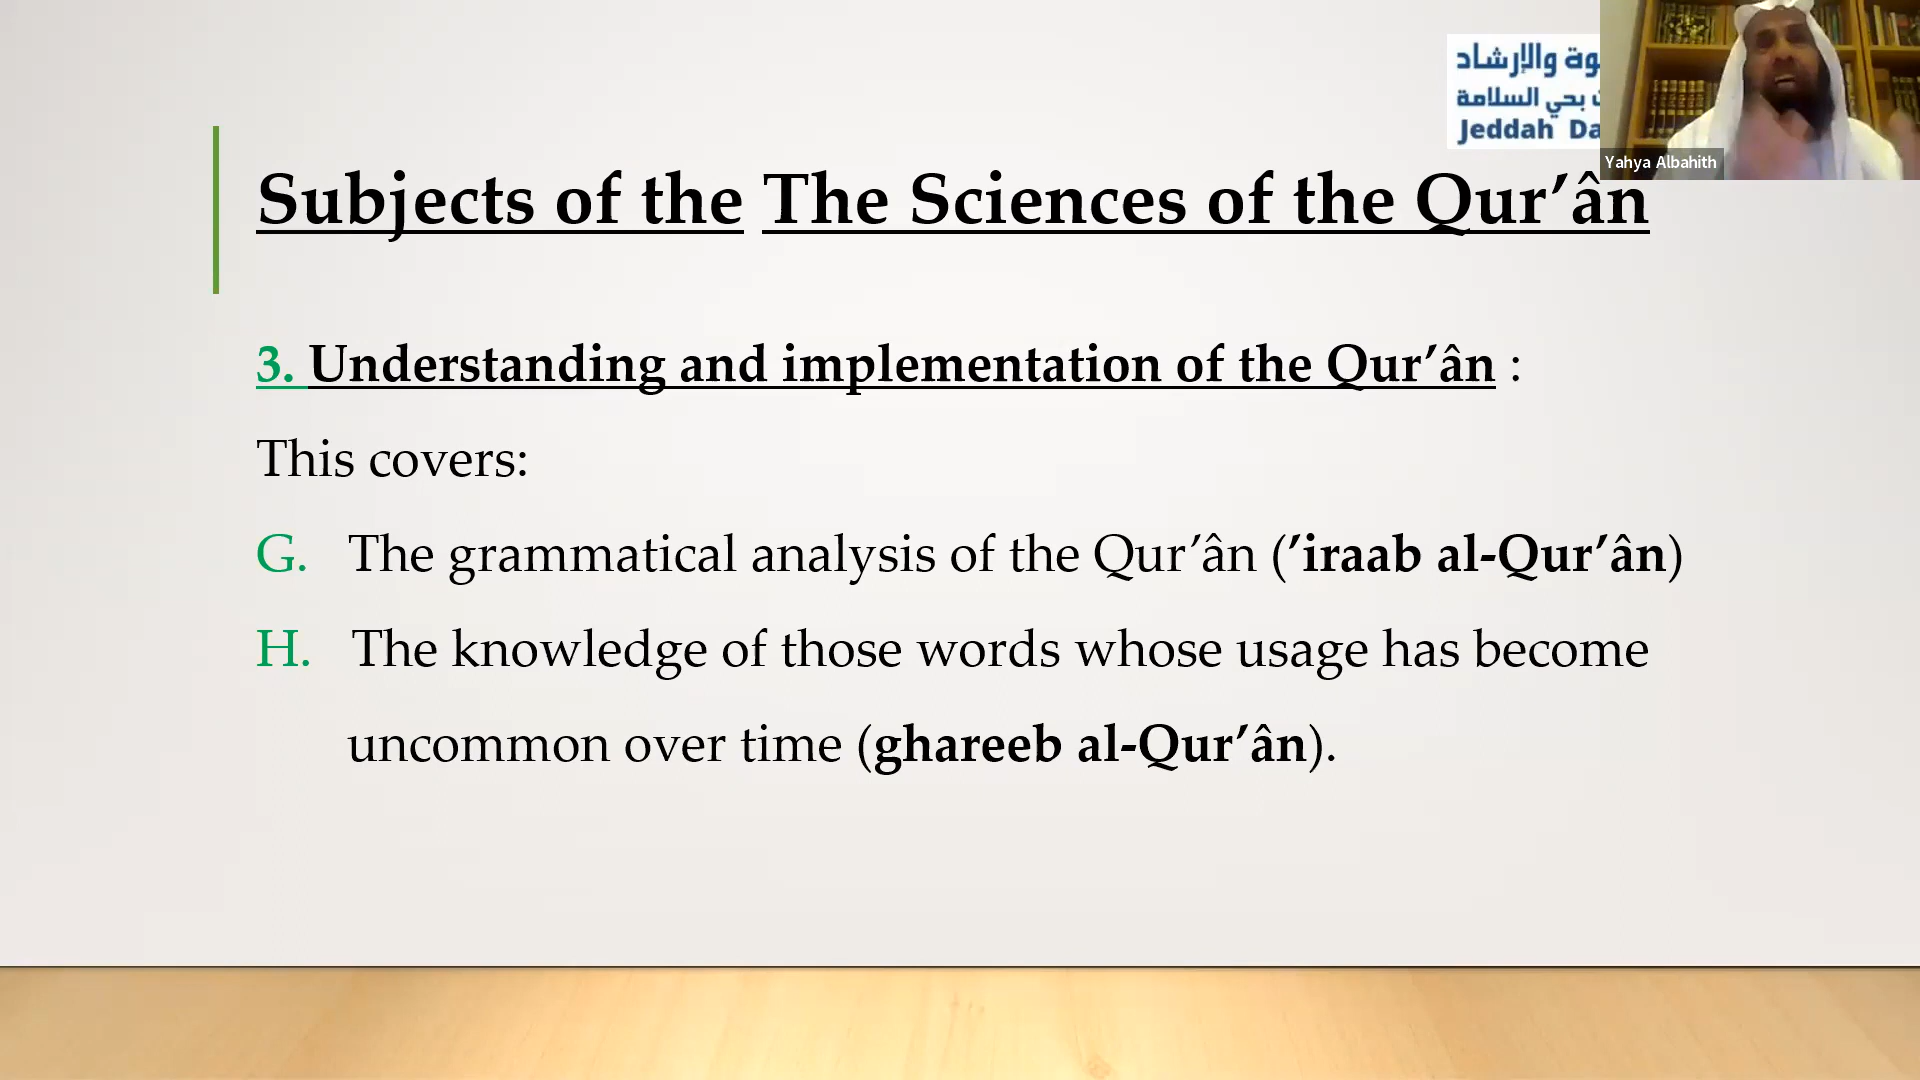 والإرشاد
بحي السلامة
Jeddah
Yahya Albahith
Subjects of the The Sciences of the Qur’ân
3. Understanding and implementation of the Qur’ân :
This covers:
G. The grammatical analysis of the Qur’ân (’iraab al-Qur’ân)
H. The knowledge of those words whose usage has become
uncommon over time (ghareeb al-Qur’ân).